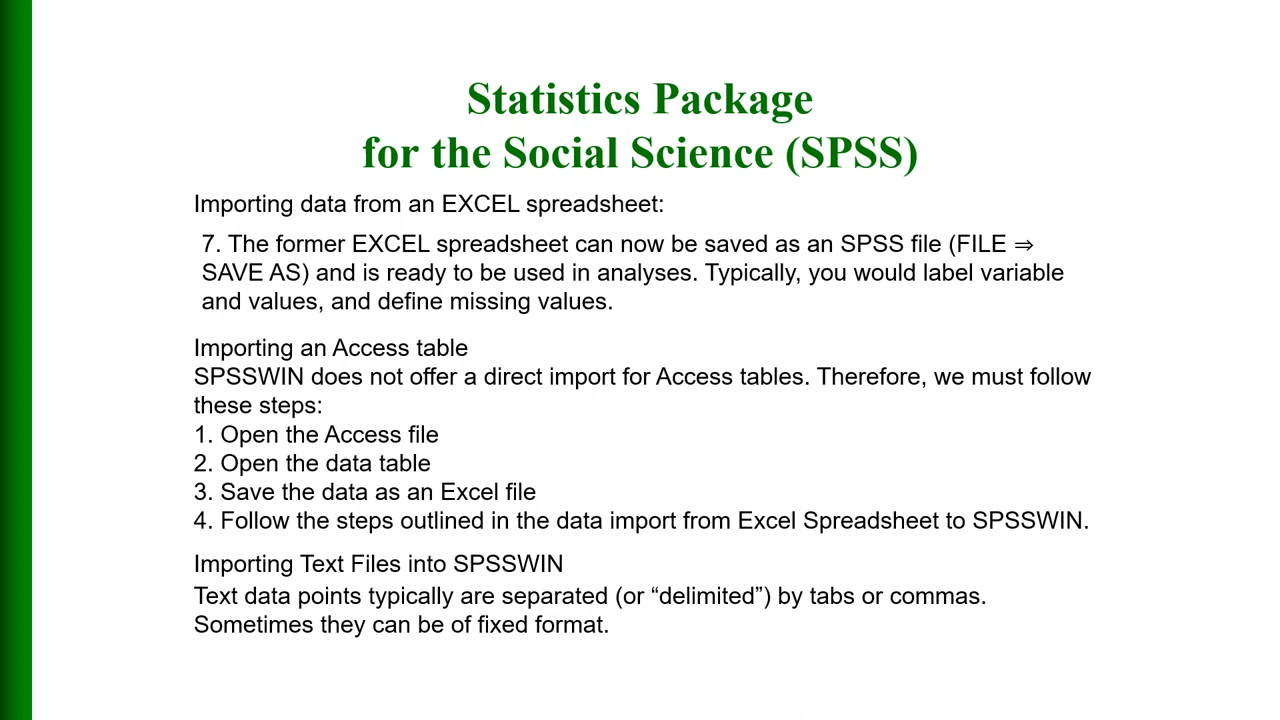 Statistics Package
for the Social Science (SPSS)
Importing data from an EXCEL spreadsheet:
7. The former EXCEL spreadsheet can now be saved as an SPSS file (FILE ⇒
SAVE AS) and is ready to be used in analyses. Typically, you would label variable
and values, and define missing values.
Importing an Access table
SPSSWIN does not offer a direct import for Access tables. Therefore, we must follow
these steps:
1. Open the Access file
2. Open the data table
3. Save the data as an Excel file
4. Follow the steps outlined in the data import from Excel Spreadsheet to SPSSWIN.
Importing Text Files into SPSSWIN
Text data points typically are separated (or “delimited”) by tabs or commas.
Sometimes they can be of fixed format.